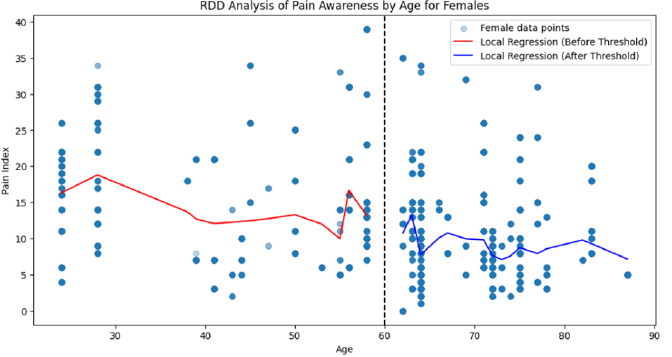 RDD Analysis of Pain Awareness by Age for Females
Female data points
Local Regression (Before Threshold)
Local Regression (After Threshold)
Pain Index
40
35
30
25
20
15
10
5
0
30
40
50
60
70
80
90
Age